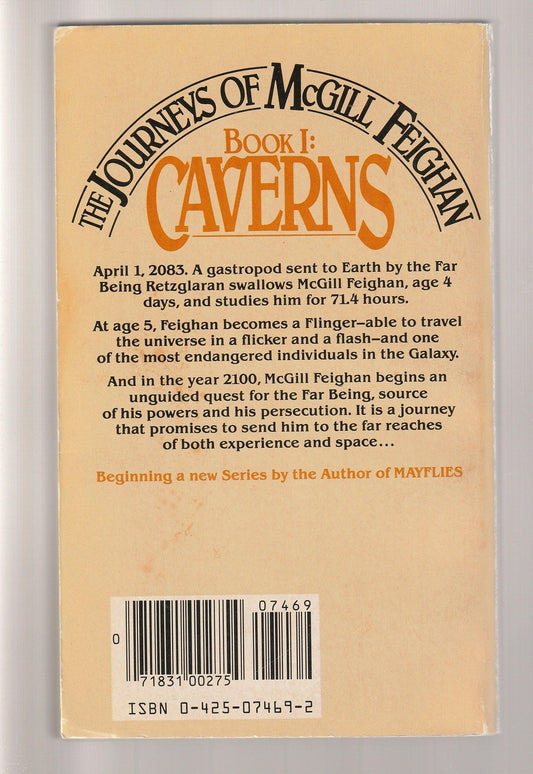 THE JOURNEYS OF MCGILL FEIGHAN
BOOK I:
CAVERNS
April 1, 2083. A gastropod sent to Earth by the Far
Being Retzglaran swallows McGill Feighan, age 4
days, and studies him for 71.4 hours.
At age 5, Feighan becomes a Flinger—able to travel
the universe in a flicker and a flash—and one
of the most endangered individuals in the Galaxy.
And in the year 2100, McGill Feighan begins an
unguided quest for the Far Being, source
of his powers and his persecution. It is a journey
that promises to send him to the far reaches
of both experience and space...
Beginning a new Series by the Author of MAYFLIES
07469
0
71831 00275
ISBN 0-425-07469-2